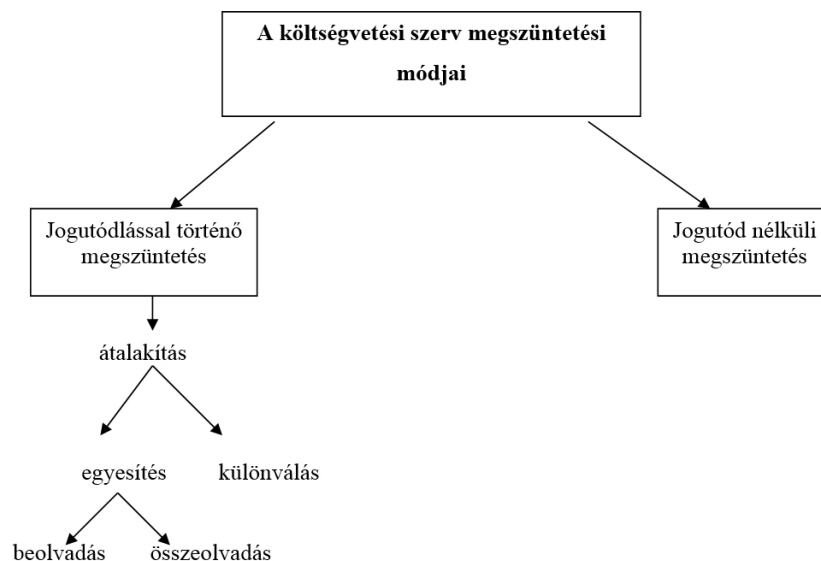 A költségvetési szerv megszüntetési
módjai
Jogutódlással történő
megszüntetés
Jogutód nélküli
megszüntetés
átalakítás
egyesítés
különválás
beolvadás
összeolvadás